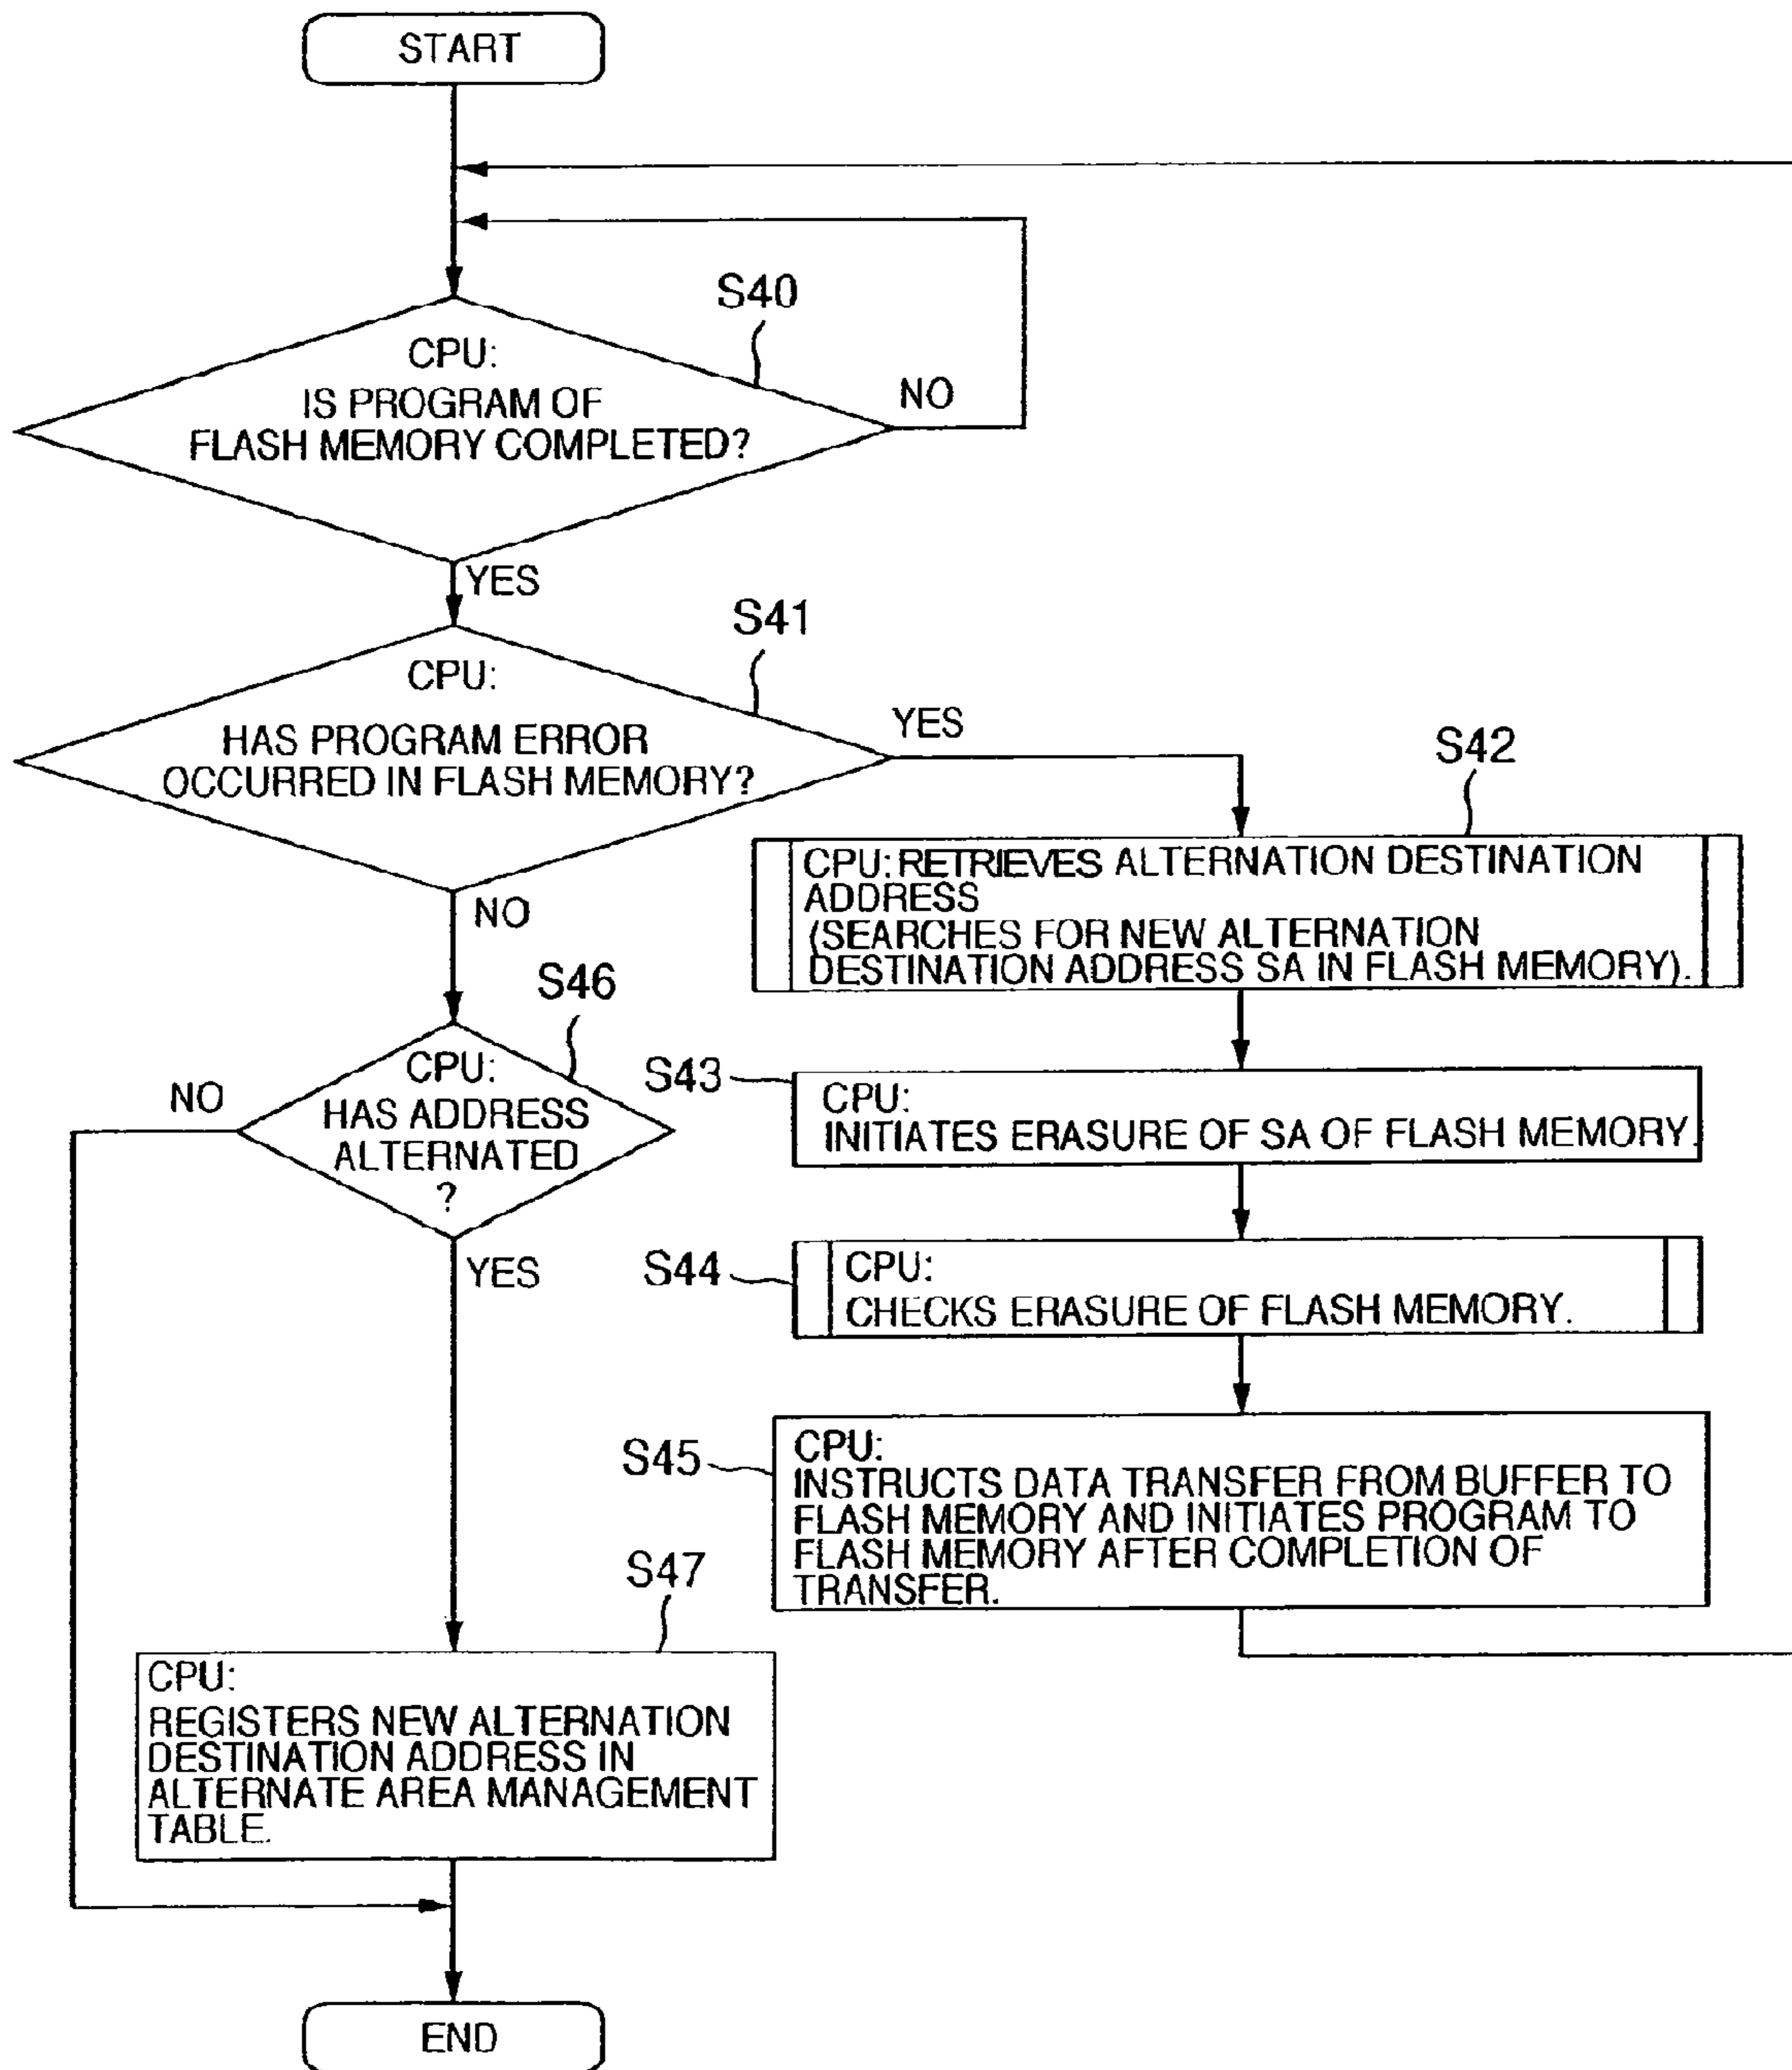 START
S40
CPU:
IS PROGRAM OF
FLASH MEMORY COMPLETED?
NO
YES
S41
CPU:
HAS PROGRAM ERROR
OCCURRED IN FLASH MEMORY?
YES
NO
S42
CPU: RETRIEVES ALTERNATION DESTINATION
ADDRESS
(SEARCHES FOR NEW ALTERNATION
DESTINATION ADDRESS SA IN FLASH MEMORY).
S43
CPU:
INITIATES ERASURE OF SA OF FLASH MEMORY.
S44
CPU:
CHECKS ERASURE OF FLASH MEMORY.
S45
CPU:
INSTRUCTS DATA TRANSFER FROM BUFFER TO
FLASH MEMORY AND INITIATES PROGRAM TO
FLASH MEMORY AFTER COMPLETION OF
TRANSFER.
S46
CPU:
HAS ADDRESS
ALTERNATED
?
NO
YES
S47
CPU:
REGISTERS NEW ALTERNATION
DESTINATION ADDRESS IN
ALTERNATE AREA MANAGEMENT
TABLE.
END